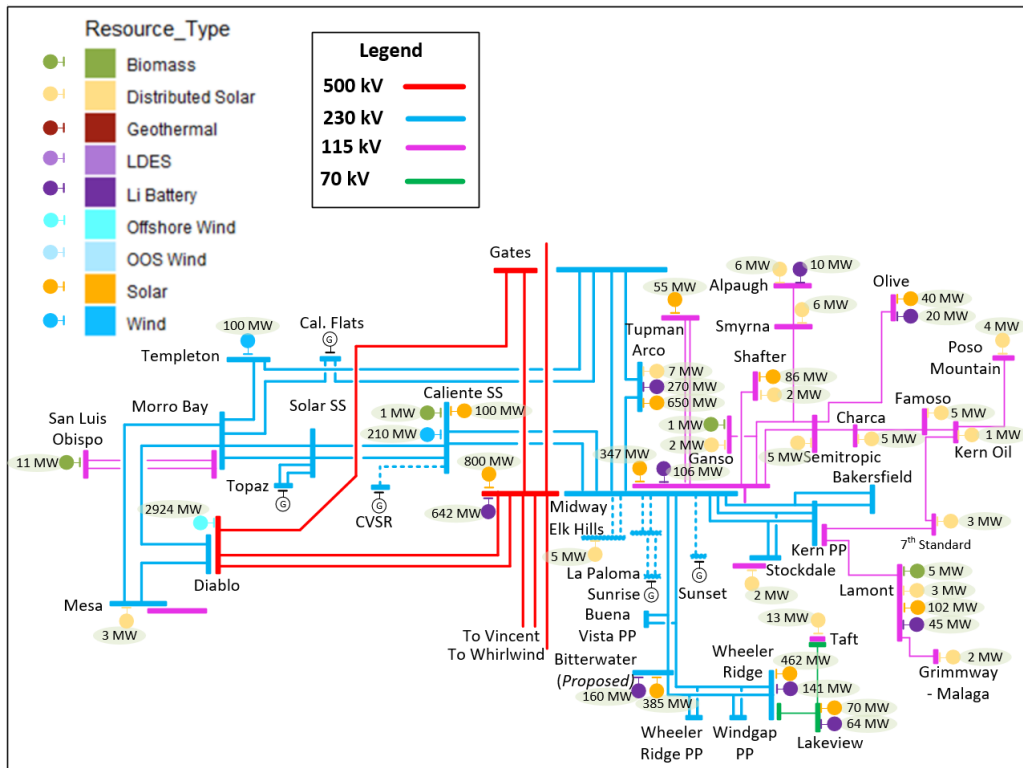 Resource_Type
Biomass
Distributed Solar
Geothermal
LDES
Li Battery
Offshore Wind
OOS Wind
Solar
Wind
Legend
500 kV
230 kV
115 kV
70 kV
Gates
6 MW
10 MW
Alpaugh
Olive
55 MW
40 MW
20 MW
6 MW
Smyrna
4 MW
Poso
Mountain
100 MW
Cal. Flats
G
Templeton
Tupman
Arco
7 MW
270 MW
650 MW
Shafter
86 MW
2 MW
Caliente SS
1 MW
100 MW
210 MW
Solar SS
Morro Bay
San Luis
Obispo
11 MW
Famoso
5 MW
Charca
5 MW
1 MW
Kern Oil
1 MW
2 MW
Ganso
5 MW
Semitropic
Bakersfield
347 MW
106 MW
800 MW
642 MW
Topaz
G
CVSR
G
2924 MW
Diablo
Midway
Elk Hills
5 MW
La Paloma
Sunrise
G
Sunset
G
Kern PP
Stockdale
2 MW
3 MW
7th Standard
Lamont
5 MW
3 MW
102 MW
45 MW
2 MW
Grimmway
- Malaga
Mesa
3 MW
Buena
Vista PP
To Vincent
To Whirlwind
13 MW
Taft
Bitterwater
(Proposed)
160 MW
385 MW
Wheeler
Ridge
462 MW
141 MW
70 MW
64 MW
Lakeview
Wheeler
Ridge PP
Windgap
PP